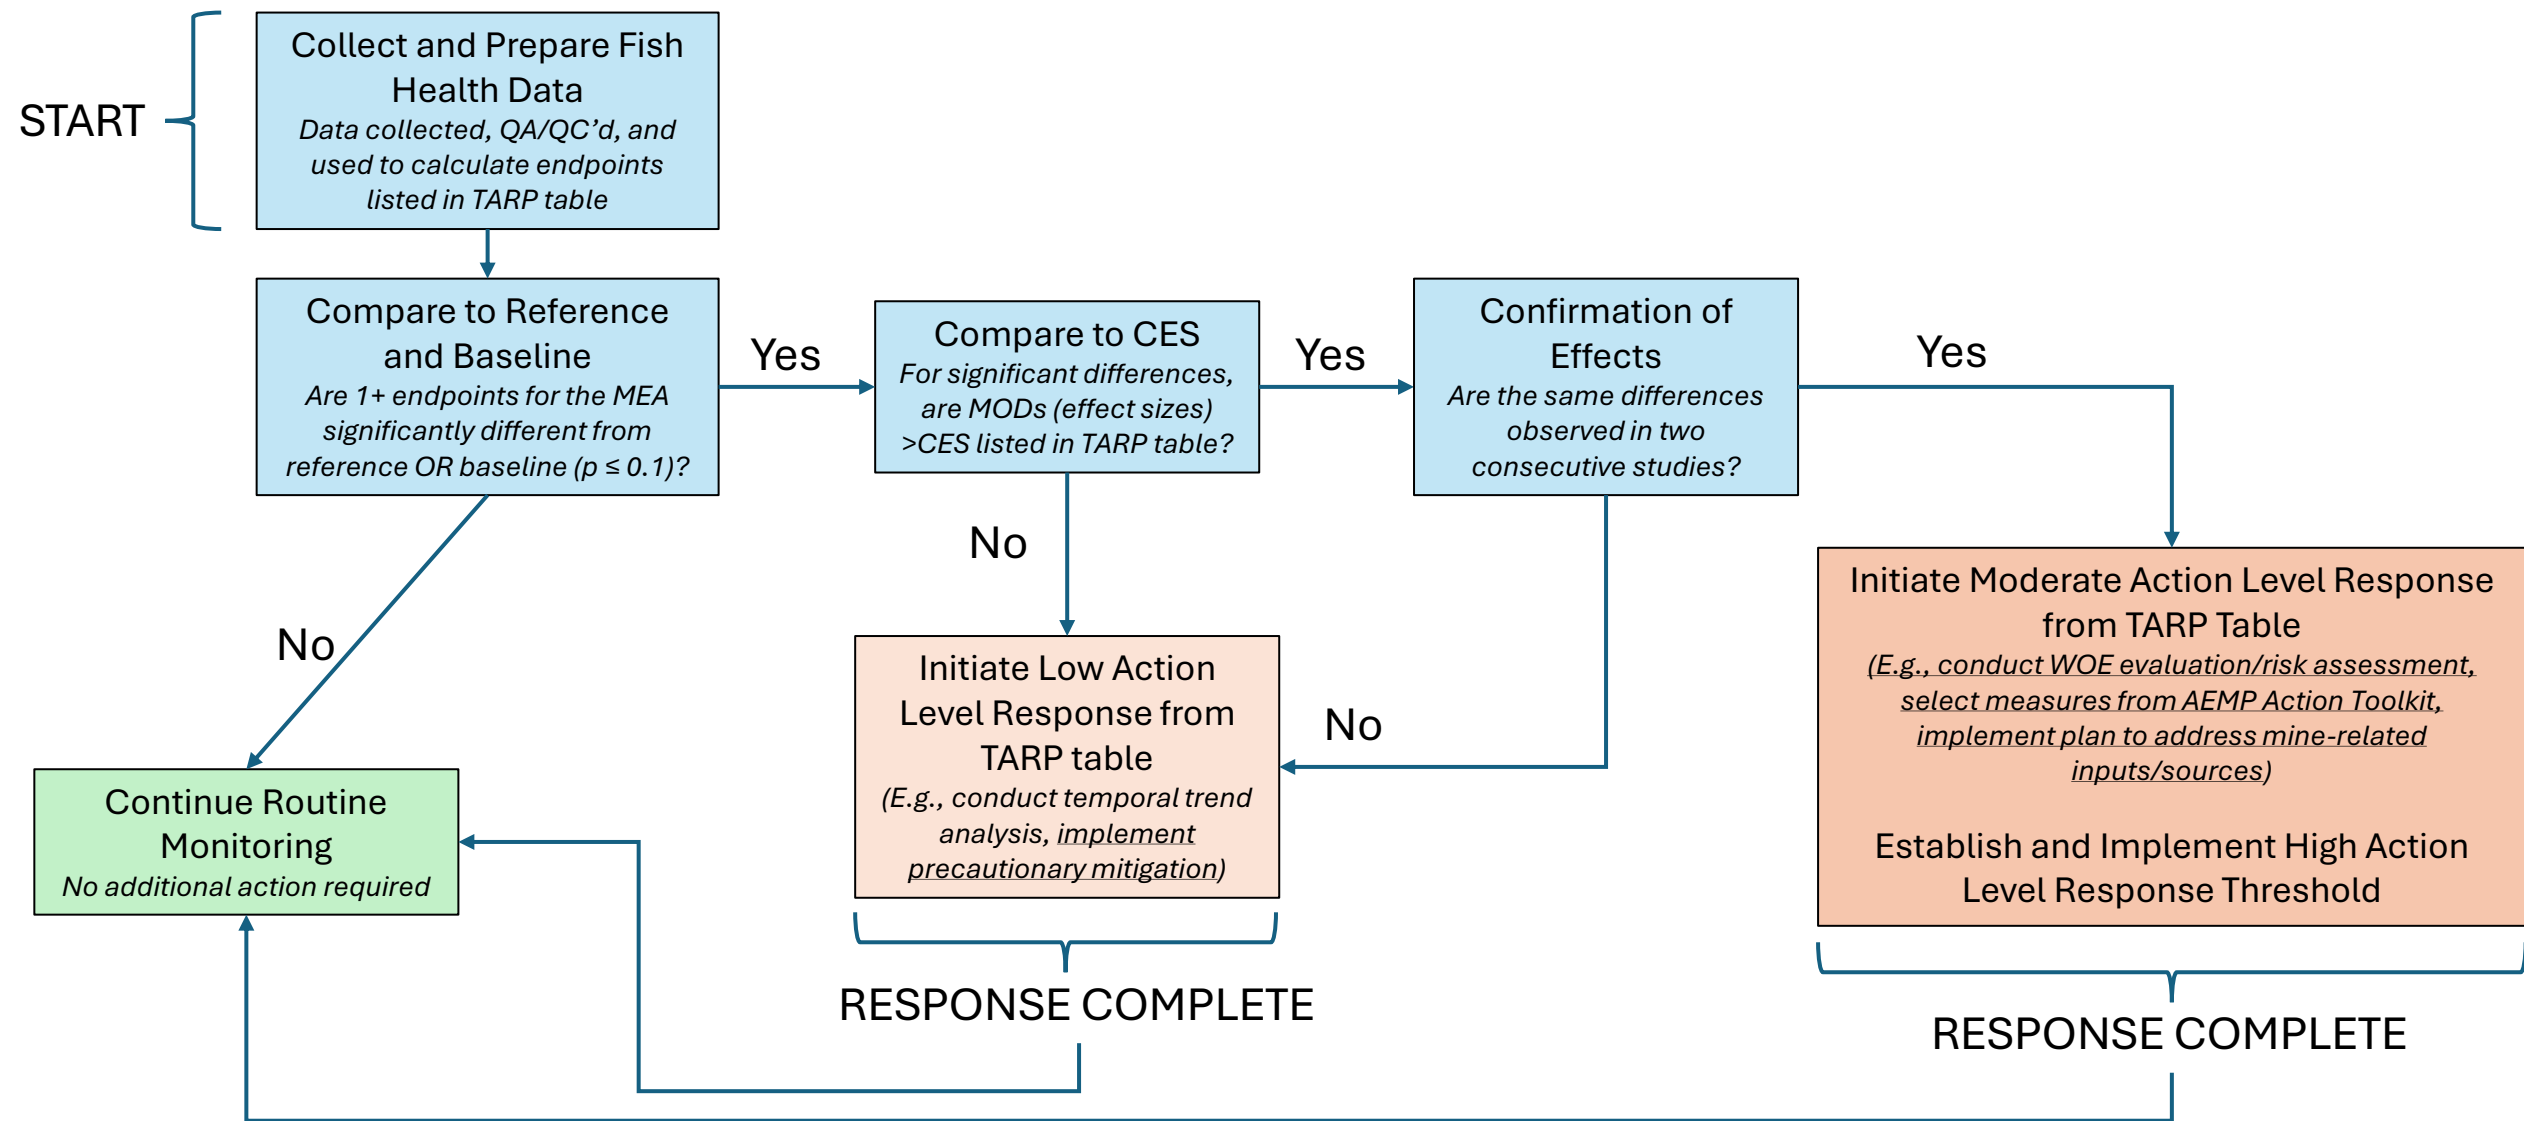 START
Collect and Prepare Fish
Health Data
Data collected, QA/QC’d, and
used to calculate endpoints
listed in TARP table
Compare to Reference
and Baseline
Are 1+ endpoints for the MEA
significantly different from
reference OR baseline (p ≤ 0.1)?
Yes
Compare to CES
For significant differences,
are MODs (effect sizes)
>CES listed in TARP table?
Yes
Confirmation of
Effects
Are the same differences
observed in two
consecutive studies?
Yes
No
No
No
Initiate Low Action
Level Response from
TARP table
(E.g., conduct temporal trend
analysis, implement
precautionary mitigation)
Initiate Moderate Action Level Response
from TARP Table
(E.g., conduct WOE evaluation/risk assessment,
select measures from AEMP Action Toolkit,
implement plan to address mine-related
inputs/sources)
Establish and Implement High Action
Level Response Threshold
Continue Routine
Monitoring
No additional action required
RESPONSE COMPLETE
RESPONSE COMPLETE